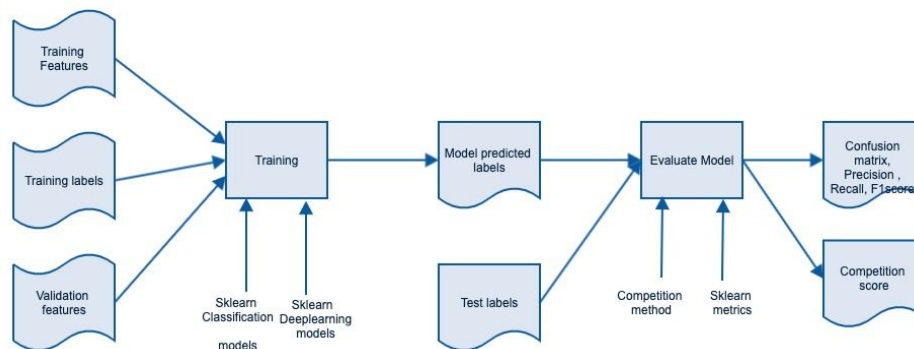 Training
Features
Training labels
Validation
features
Training
Sklearn
Classification
models
Sklearn
Deeplearning
models
Model predicted
labels
Test labels
Evaluate Model
Competition
method
Sklearn
metrics
Confusion
matrix,
Precision ,
Recall, F1score
Competition
score